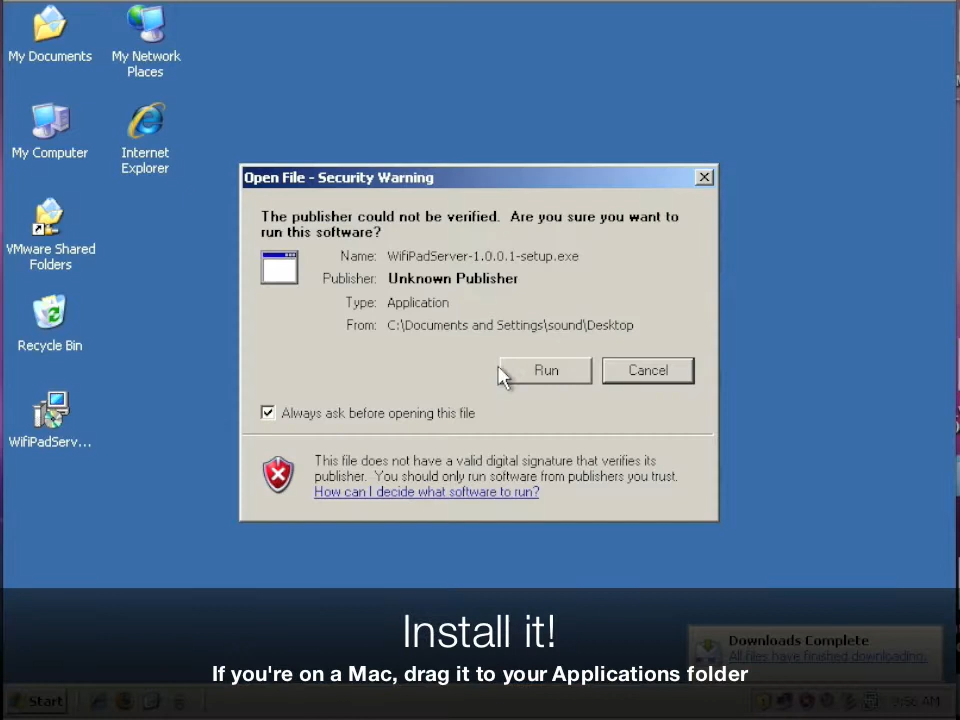 My Documents
My Network
Places
My Computer
Internet
Explorer
VMware Shared
Folders
Recycle Bin
WifiPadServ...
Open File - Security Warning
The publisher could not be verified.  Are you sure you want to
run this software?
Name: WifiPadServer-1.0.0.1-setup.exe
Publisher: Unknown Publisher
Type: Application
From: C:\Documents and Settings\sound\Desktop
Run
Cancel
Always ask before opening this file
This file does not have a valid digital signature that verifies its
publisher.  You should only run software from publishers you trust.
How can I decide what software to run?
Install it!
If you're on a Mac, drag it to your Applications folder
Downloads Complete
All files have finished downloading.
Start
9:56 AM